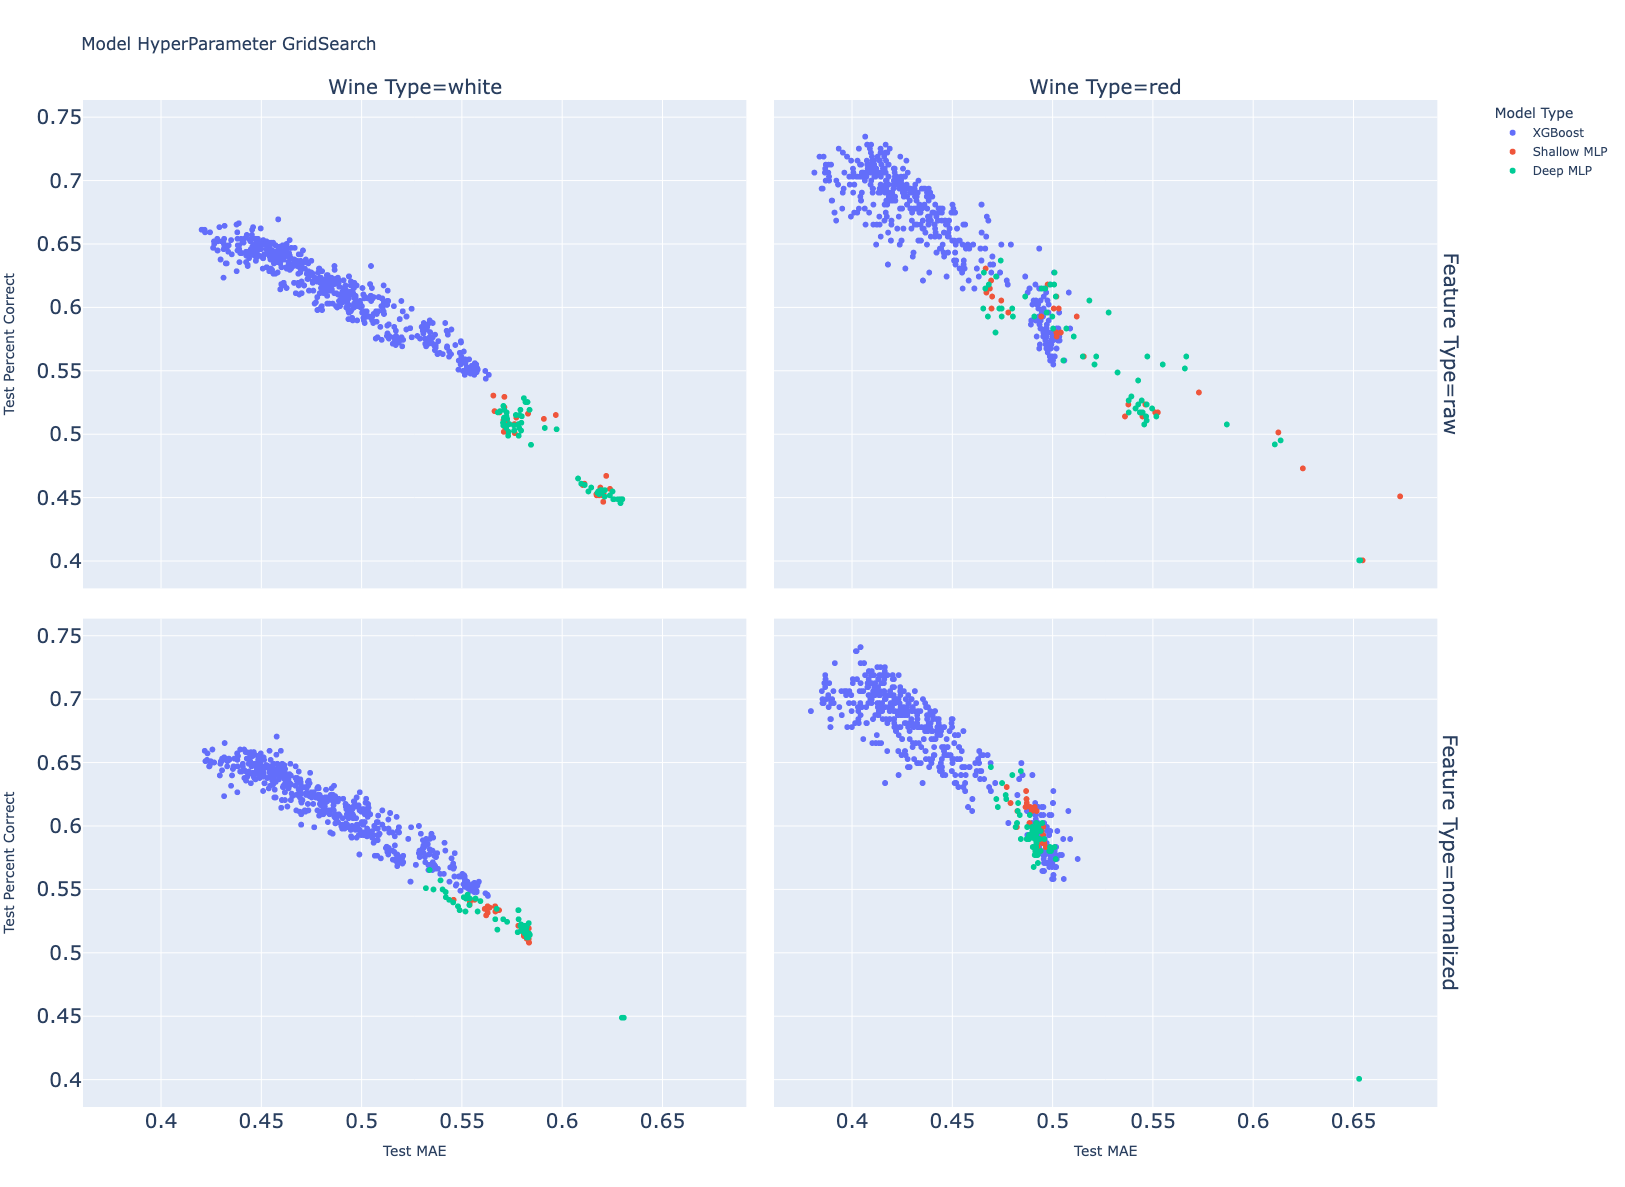 Model HyperParameter GridSearch
Wine Type=white
Wine Type=red
Model Type
XGBoost
Shallow MLP
Deep MLP
Test Percent Correct
0.75
0.7
0.65
0.6
0.55
0.5
0.45
0.4
Feature Type=raw
Test Percent Correct
0.75
0.7
0.65
0.6
0.55
0.5
0.45
0.4
Feature Type=normalized
0.4 0.45 0.5 0.55 0.6 0.65
0.4 0.45 0.5 0.55 0.6 0.65
Test MAE
Test MAE